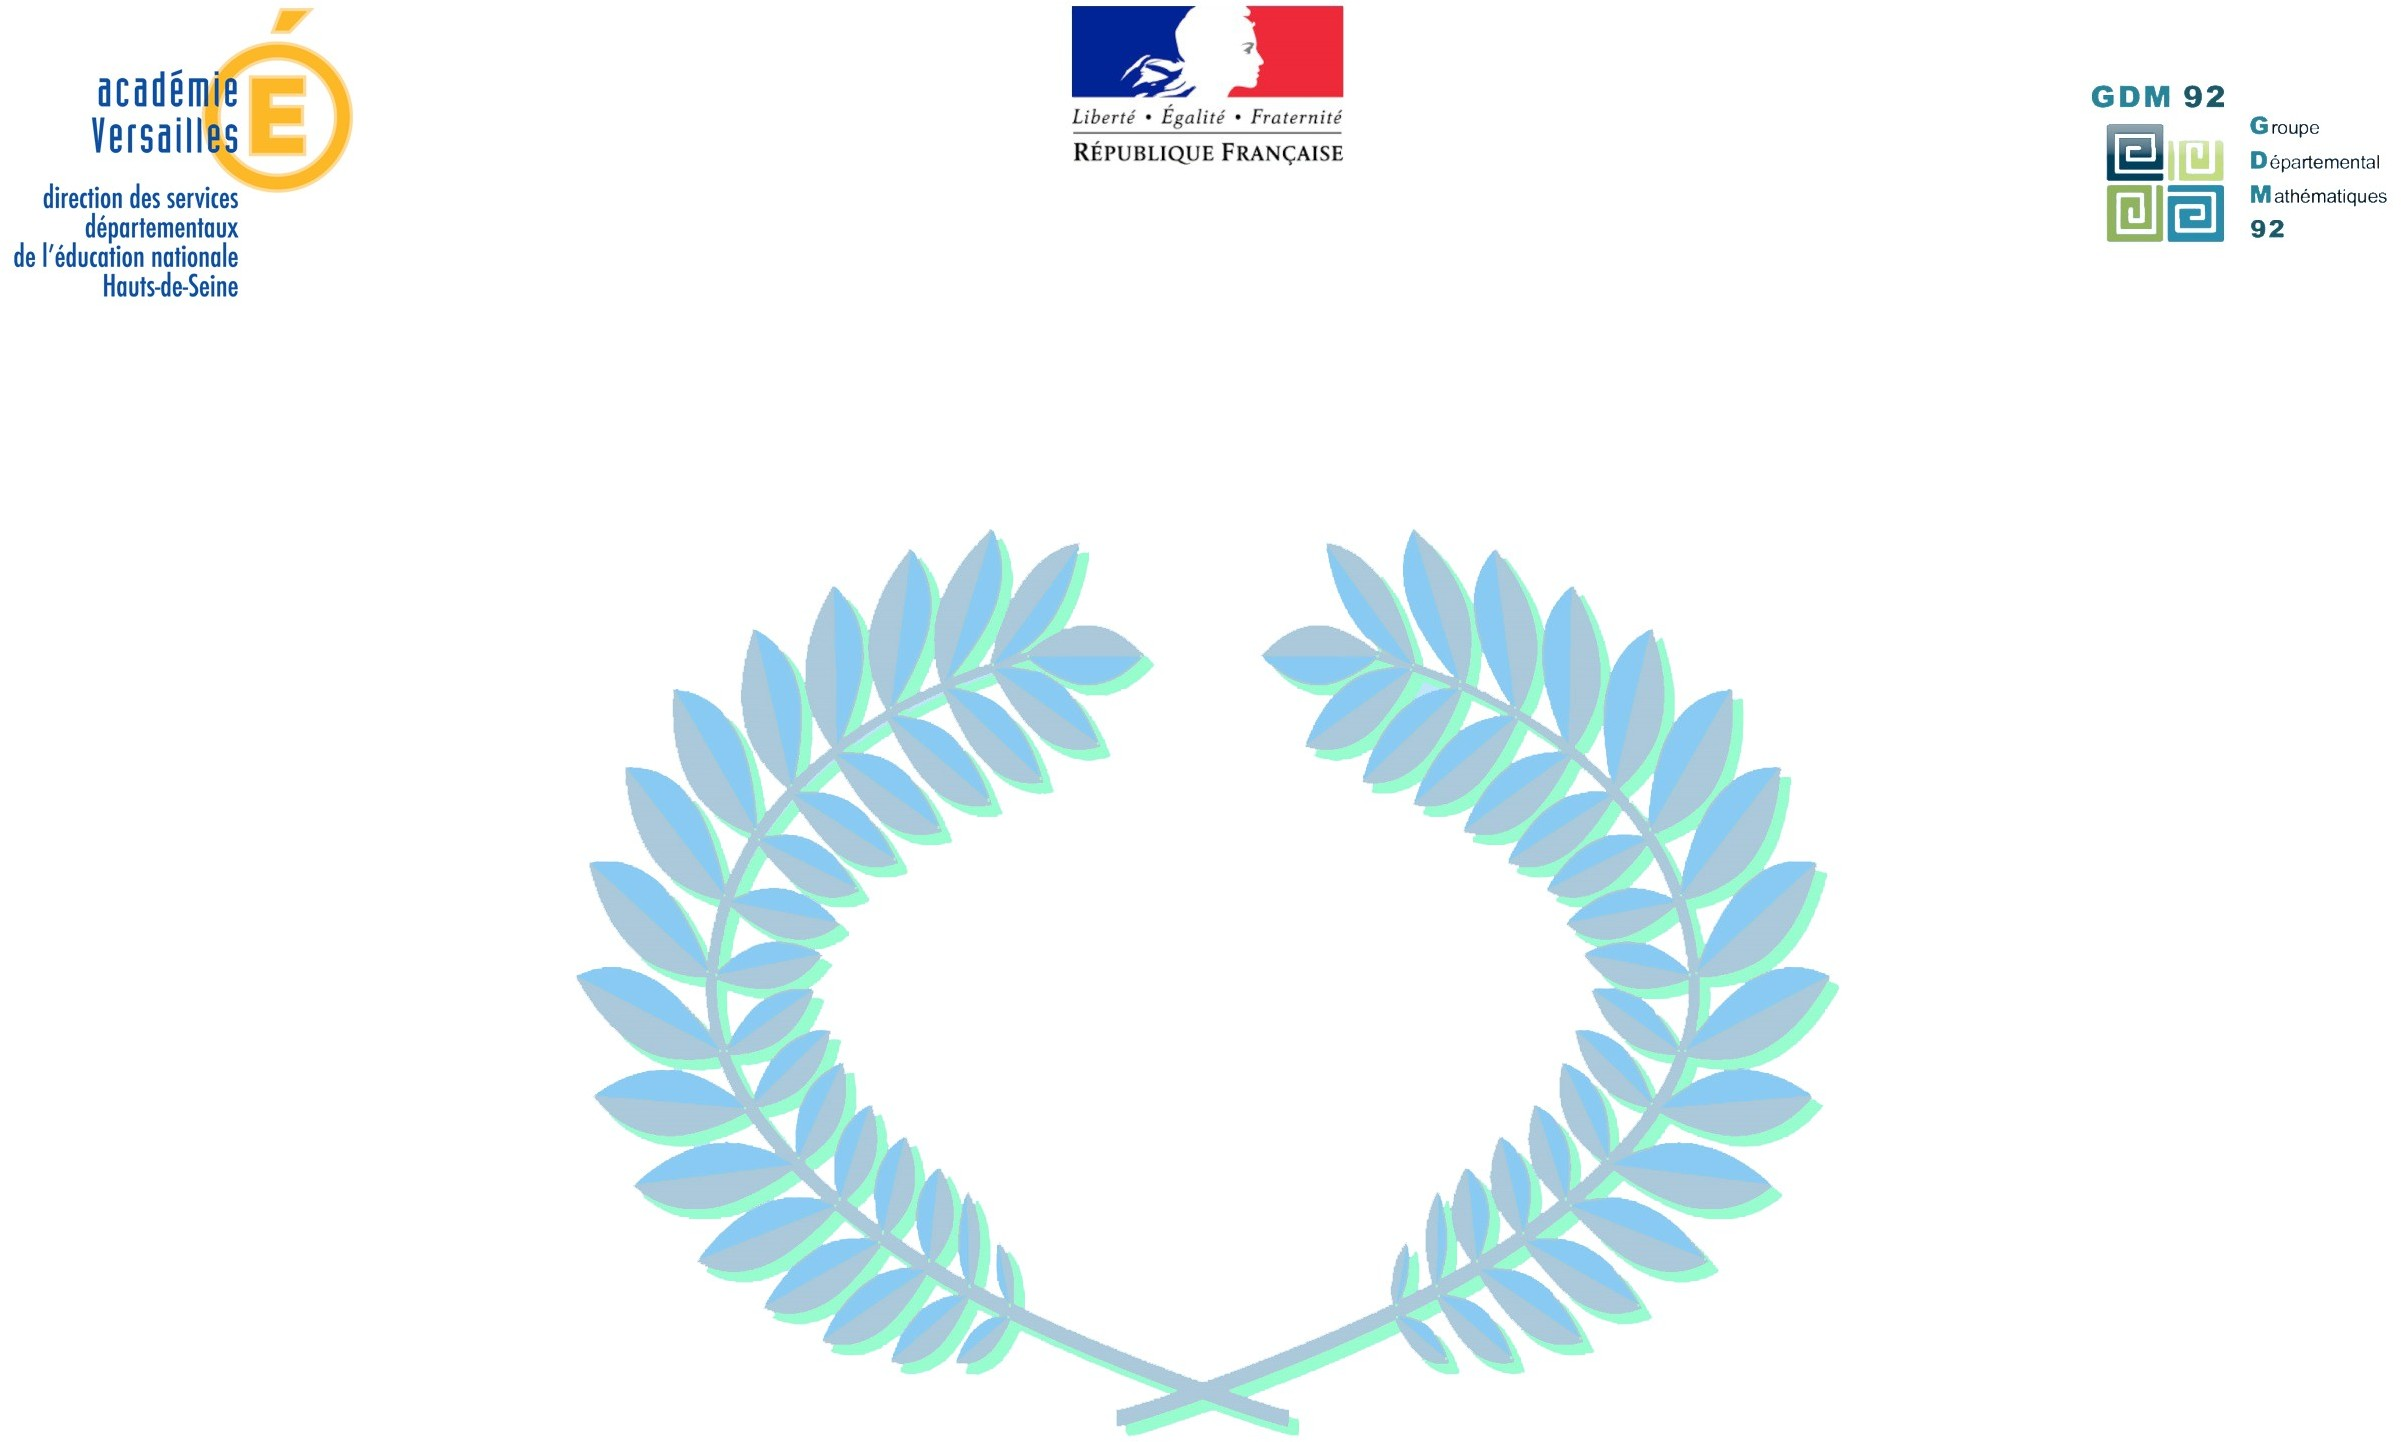 académie
Versailles
É
direction des services
départementaux
de l'éducation nationale
Hauts-de-Seine
Liberté • Égalité • Fraternité
RÉPUBLIQUE FRANÇAISE
GDM 92
Groupe
Départemental
Mathématiques
92